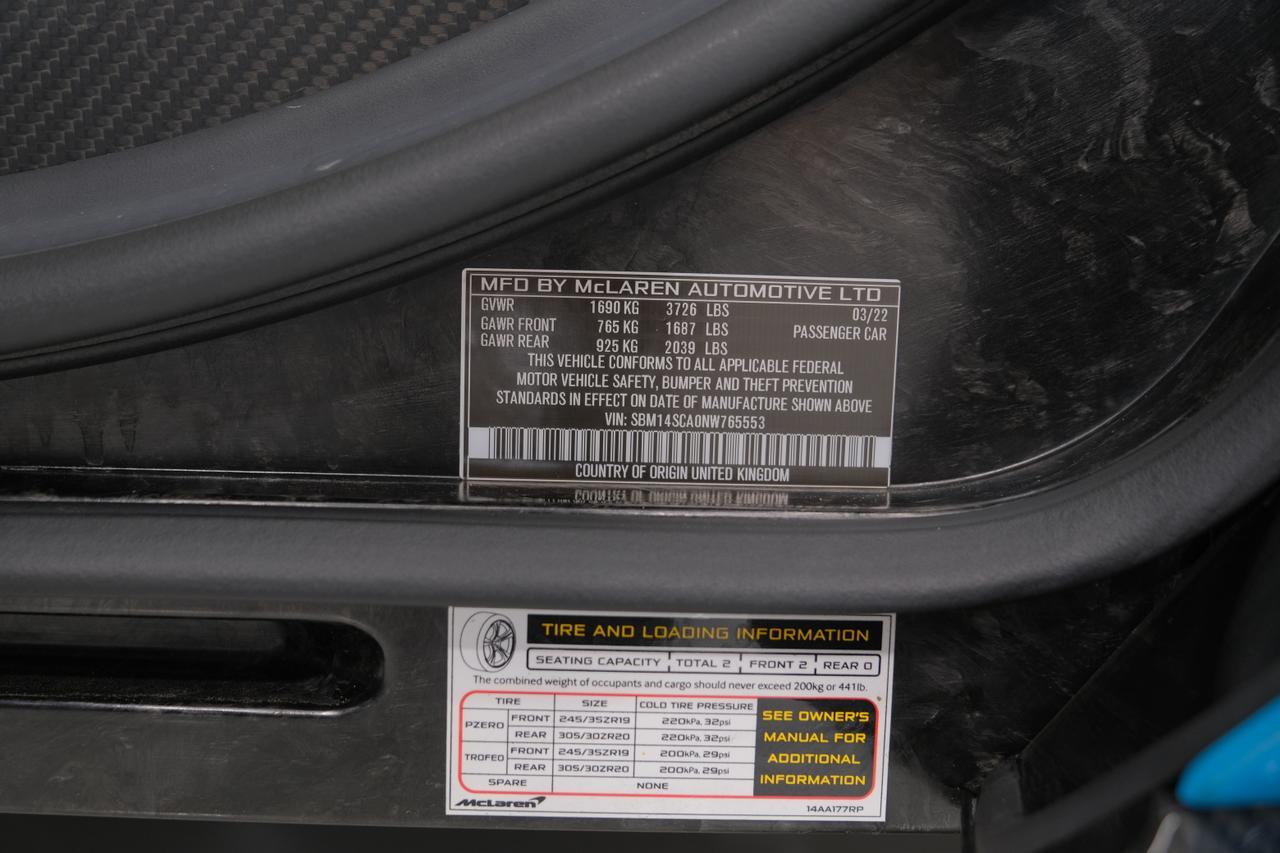 MFD BY McLAREN AUTOMOTIVE LTD
GVWR 1690 KG 3726 LBS 03/22
GAWR FRONT 765 KG 1687 LBS PASSENGER CAR
GAWR REAR 925 KG 2039 LBS
THIS VEHICLE CONFORMS TO ALL APPLICABLE FEDERAL
MOTOR VEHICLE SAFETY, BUMPER AND THEFT PREVENTION
STANDARDS IN EFFECT ON DATE OF MANUFACTURE SHOWN ABOVE
VIN: SBM14SCA0NW765553
COUNTRY OF ORIGIN UNITED KINGDOM
TIRE AND LOADING INFORMATION
SEATING CAPACITY TOTAL 2 FRONT 2 REAR 0
The combined weight of occupants and cargo should never exceed 200kg or 441lb.
TIRE SIZE COLD TIRE PRESSURE
PZERO FRONT 245/35ZR19 220kPa, 32psi
REAR 305/30ZR20 220kPa, 32psi
TROFEO FRONT 245/35ZR19 200kPa, 29psi
REAR 305/30ZR20 200kPa, 29psi
SPARE NONE
SEE OWNER'S
MANUAL FOR
ADDITIONAL
INFORMATION
McLaren 14AA177RP